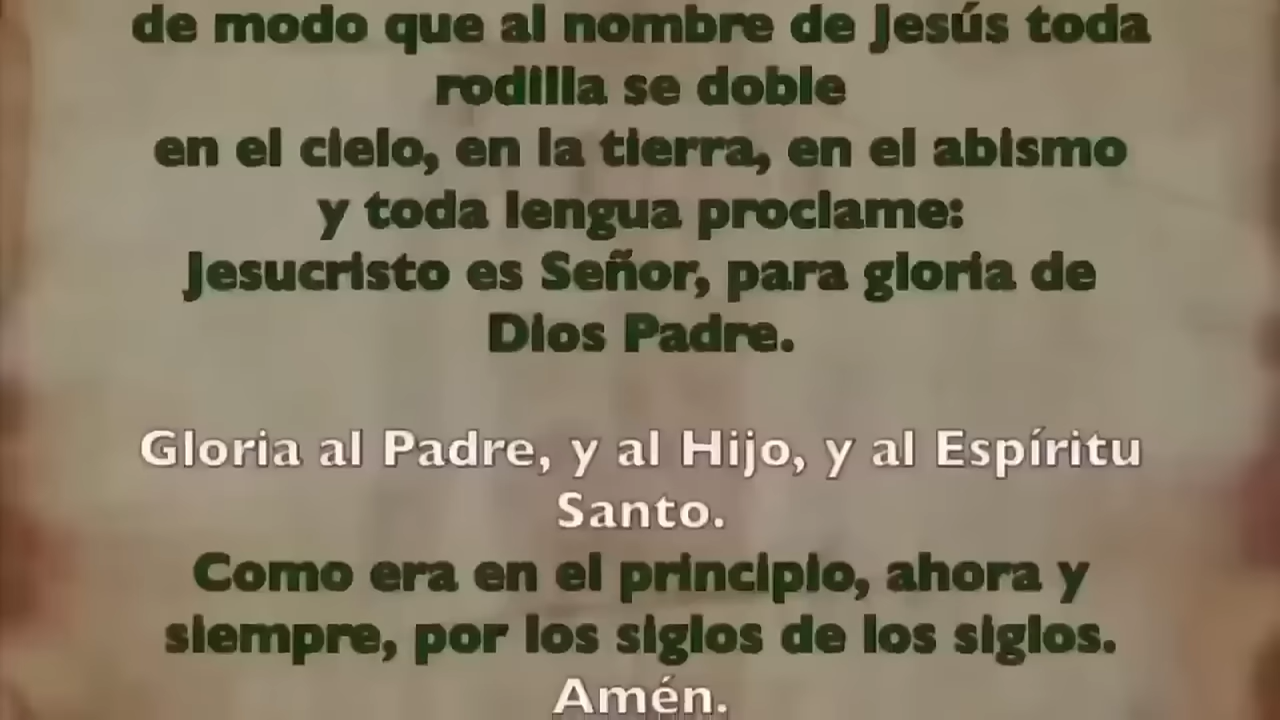 de modo que al nombre de Jesús toda
rodilla se doble
en el cielo, en la tierra, en el abismo
y toda lengua proclame:
Jesucristo es Señor, para gloria de
Dios Padre.
Gloria al Padre, y al Hijo, y al Espíritu
Santo.
Como era en el principio, ahora y
siempre, por los siglos de los siglos.
Amén.